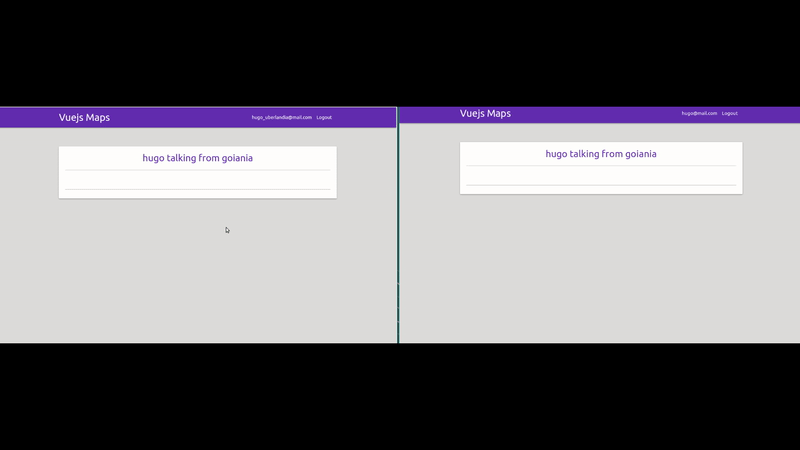 Vuejs Maps
hugo_uberlandia@mail.com Logout
hugo talking from goiania
Vuejs Maps
hugo@mail.com Logout
hugo talking from goiania